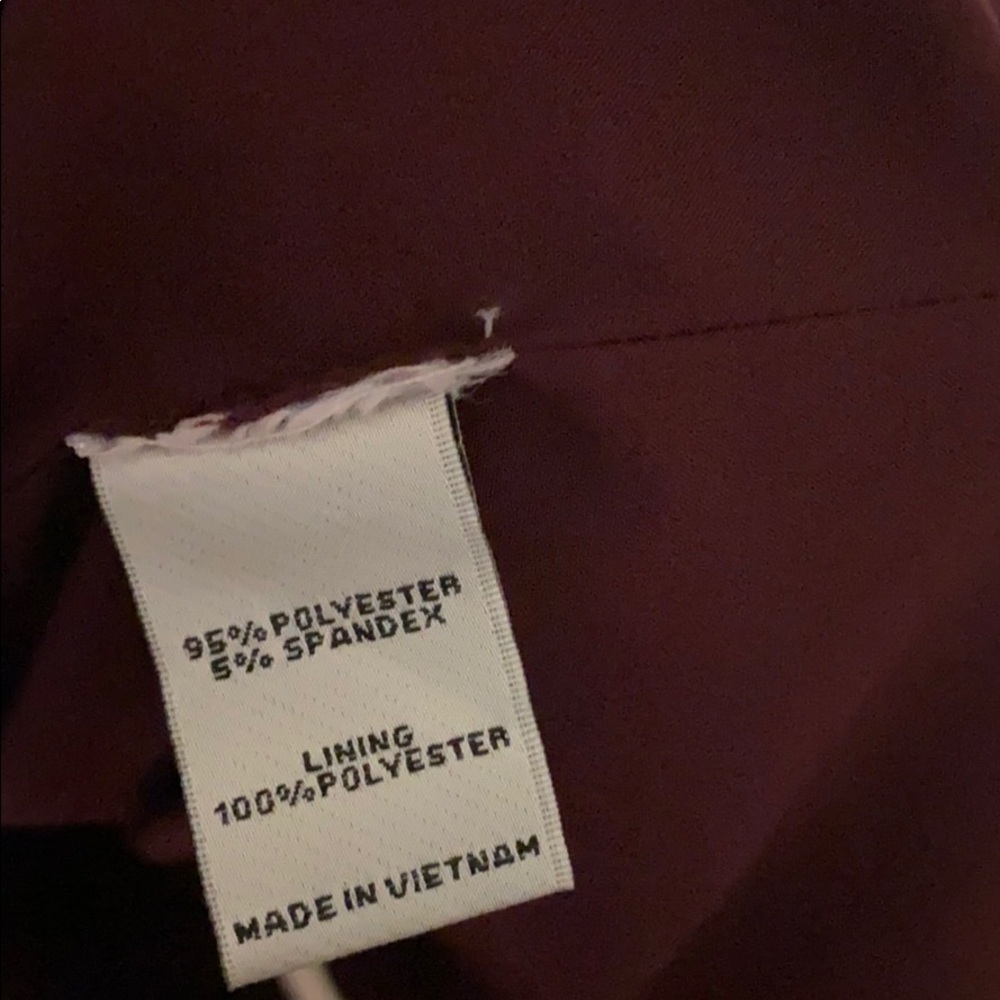 95% POLYESTER
5% SPANDEX
LINING
100% POLYESTER
MADE IN VIETNAM